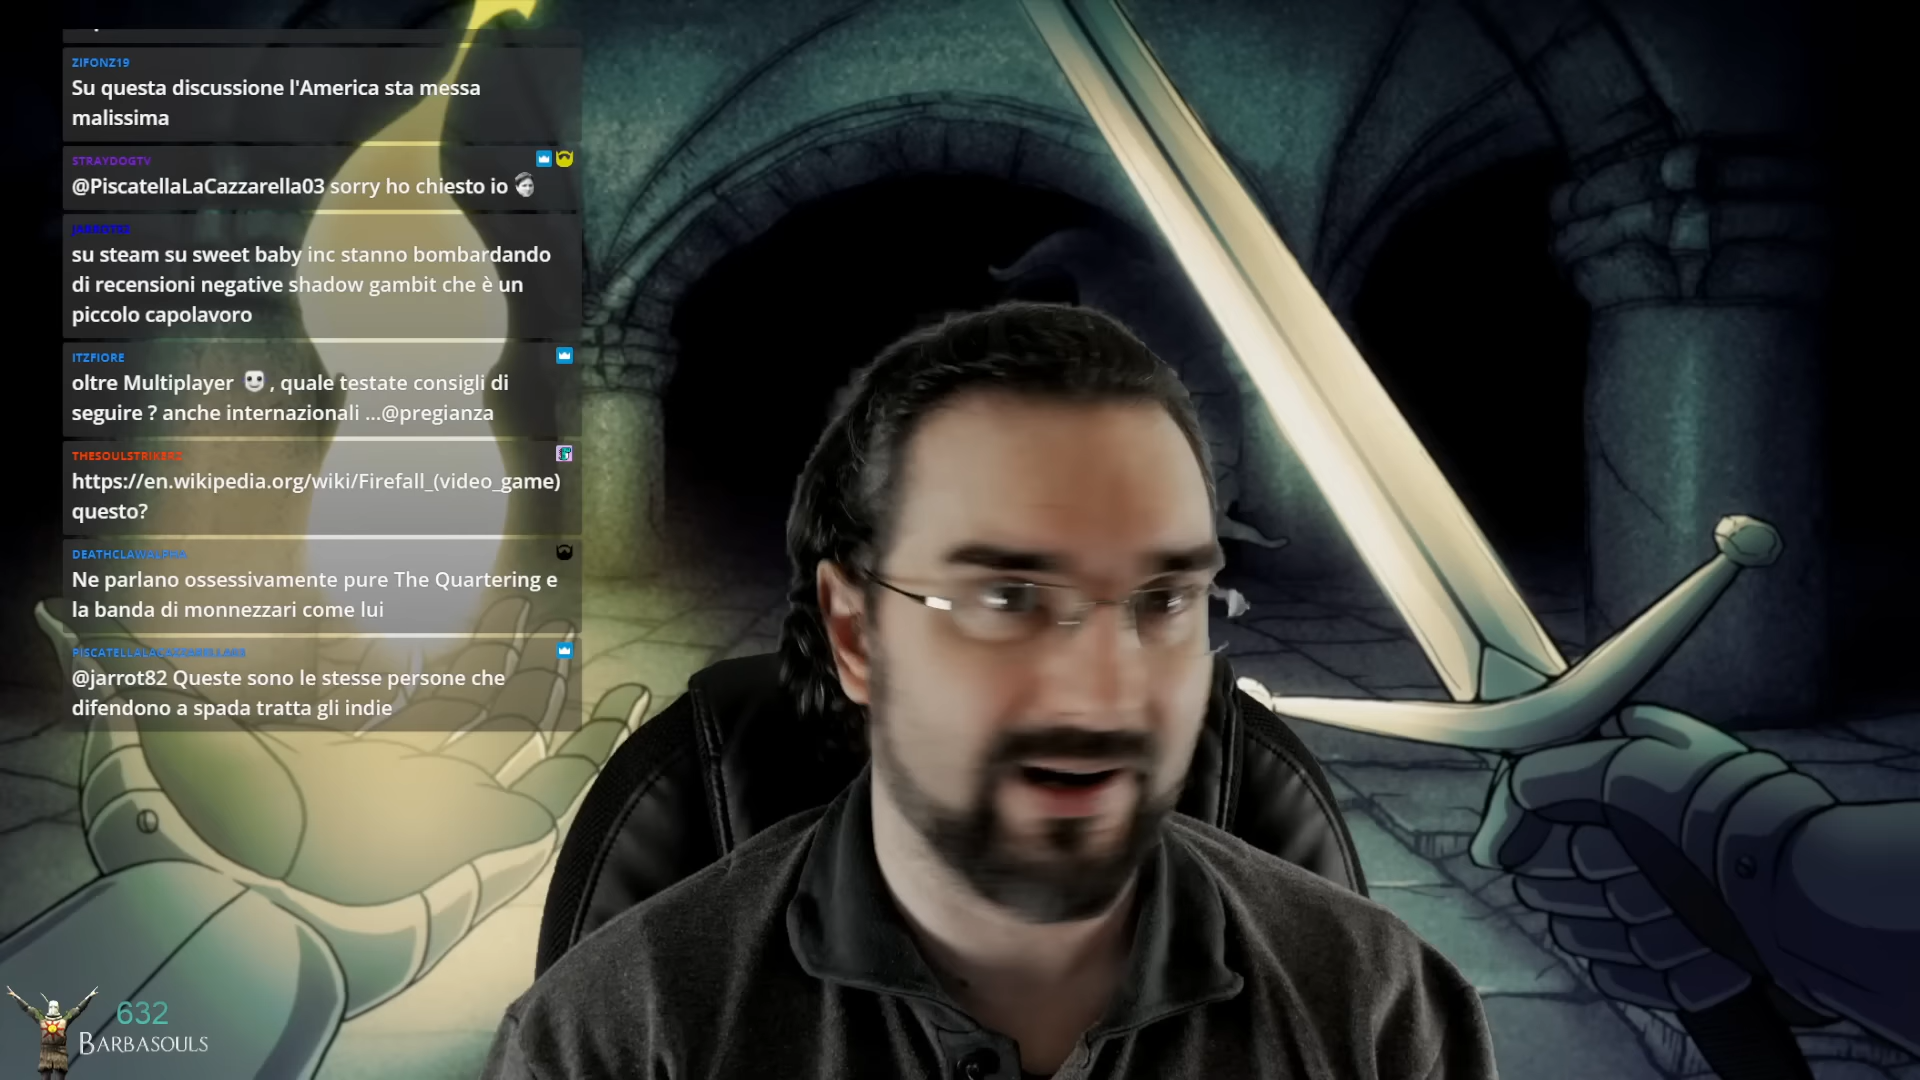 ZIFONZ19
Su questa discussione l'America sta messa
malissima
STRAYDOGTV
@PiscatellaLaCazzarella03 sorry ho chiesto io
JARROT82
su steam su sweet baby inc stanno bombardando
di recensioni negative shadow gambit che è un
piccolo capolavoro
ITZFIORE
oltre Multiplayer , quale testate consigli di
seguire ? anche internazionali ...@pregianza
THESOULSTRIKERZ
https://en.wikipedia.org/wiki/Firefall_(video_game)
questo?
DEATHCLAWALPHA
Ne parlano ossessivamente pure The Quartering e
la banda di monnezzari come lui
PISCATELLALACAZZARELLA03
@jarrot82 Queste sono le stesse persone che
difendono a spada tratta gli indie
632
BARBASOULS